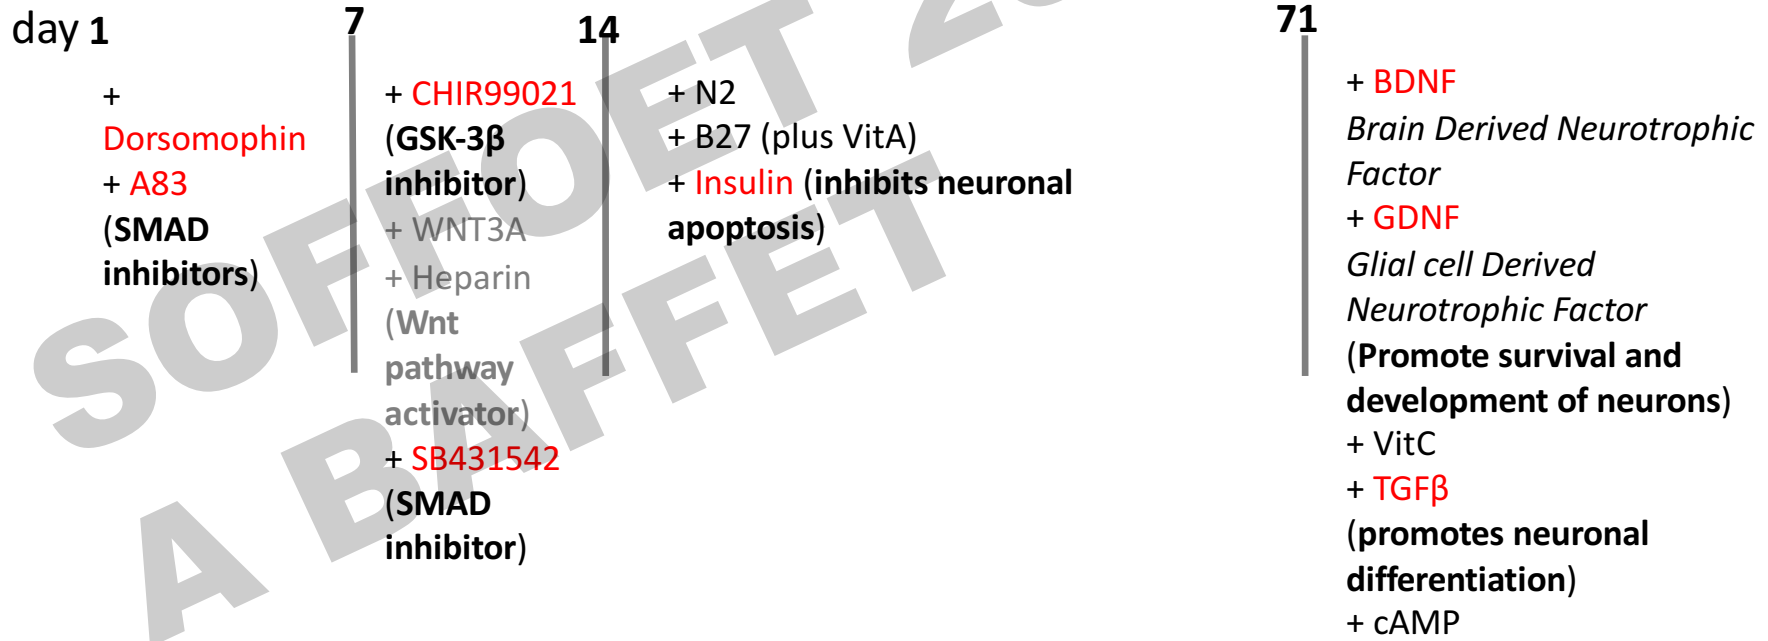 day 1
7
14
71
+
Dorsomophin
+ A83
(SMAD
inhibitors)
+ CHIR99021
(GSK-3β
inhibitor)
+ WNT3A
+ Heparin
(Wnt
pathway
activator)
+ SB431542
(SMAD
inhibitor)
+ N2
+ B27 (plus VitA)
+ Insulin (inhibits neuronal
apoptosis)
+ BDNF
Brain Derived Neurotrophic
Factor
+ GDNF
Glial cell Derived
Neurotrophic Factor
(Promote survival and
development of neurons)
+ VitC
+ TGFβ
(promotes neuronal
differentiation)
+ cAMP
SOFFOET
A BAFFET